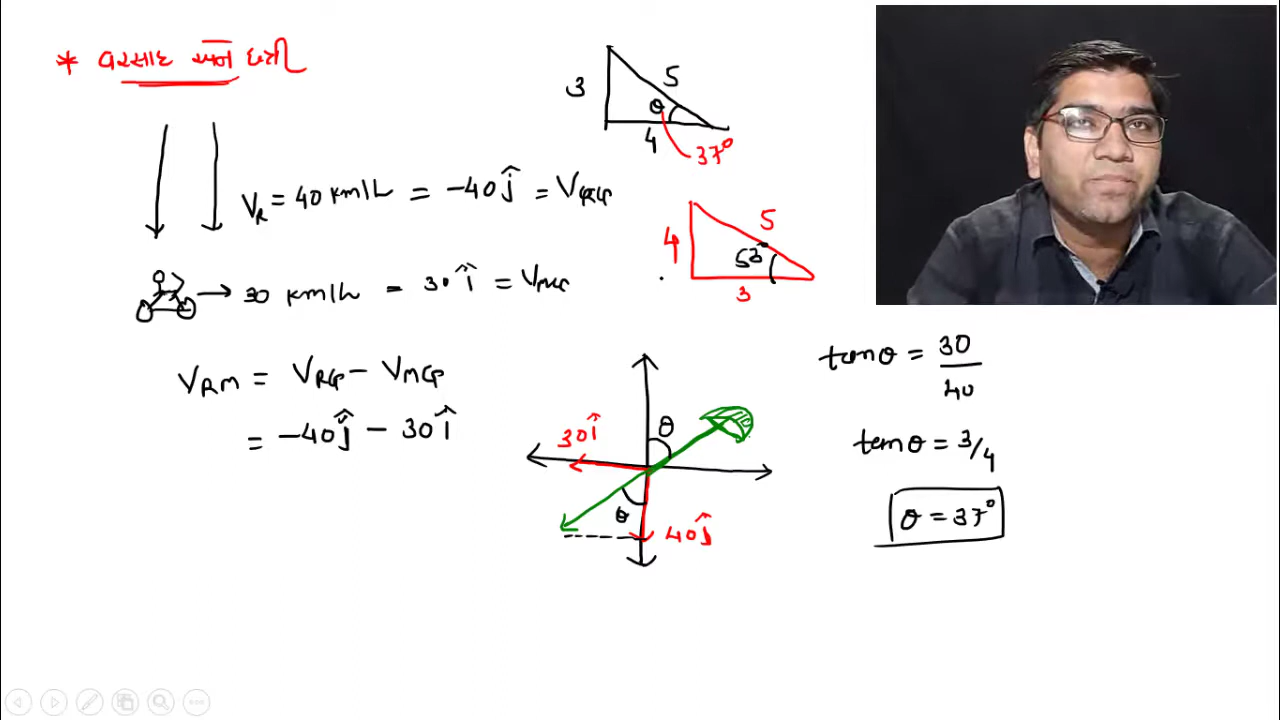 * વરસાદ અને છત્રી
V_R = 40 km/h = -40ĵ = V_RG
30 km/h = 30î = V_MG
V_RM = V_RG - V_MG
= -40ĵ - 30î
3
5
θ
4
37°
4
5
53°
3
θ
30î
θ
40ĵ
tanθ = 30/40
tanθ = 3/4
θ = 37°